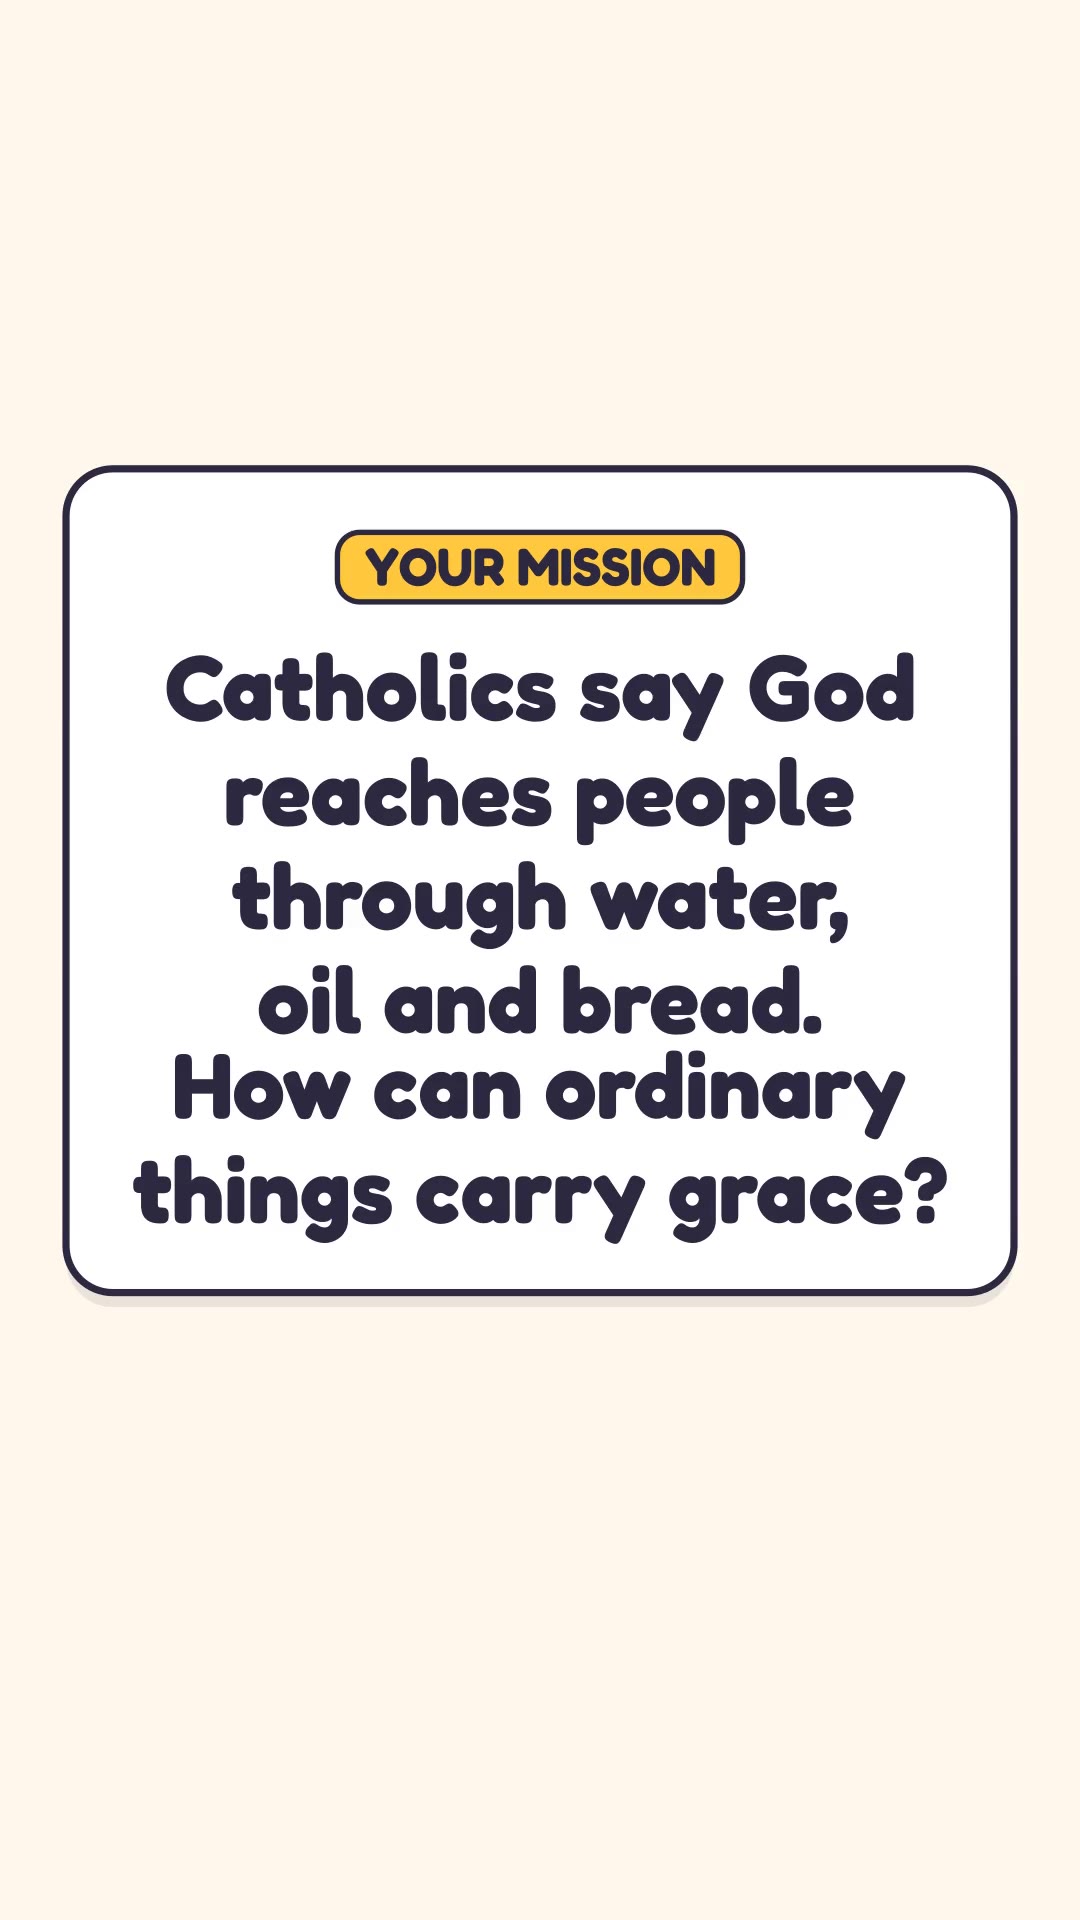 YOUR MISSION
Catholics say God
reaches people
through water,
oil and bread.
How can ordinary
things carry grace?